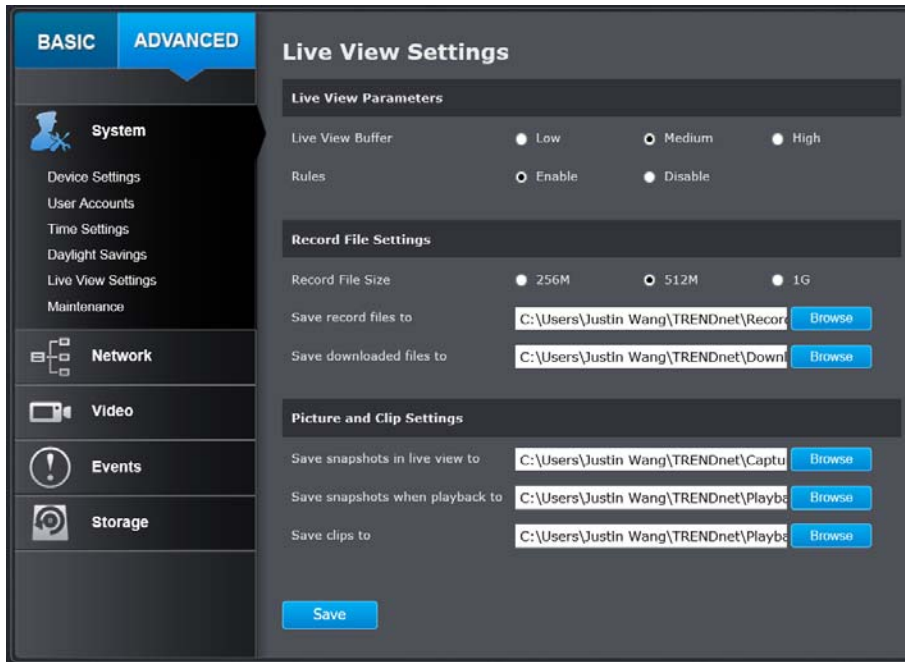 BASIC ADVANCED
System
Device Settings
User Accounts
Time Settings
Daylight Savings
Live View Settings
Maintenance
Network
Video
Events
Storage
Live View Settings
Live View Parameters
Live View Buffer Low Medium High
Rules Enable Disable
Record File Settings
Record File Size 256M 512M 1G
Save record files to C:\Users\Justin Wang\TRENDnet\Record Browse
Save downloaded files to C:\Users\Justin Wang\TRENDnet\Downl Browse
Picture and Clip Settings
Save snapshots in live view to C:\Users\Justin Wang\TRENDnet\Captu Browse
Save snapshots when playback to C:\Users\Justin Wang\TRENDnet\Playba Browse
Save clips to C:\Users\Justin Wang\TRENDnet\Playba Browse
Save